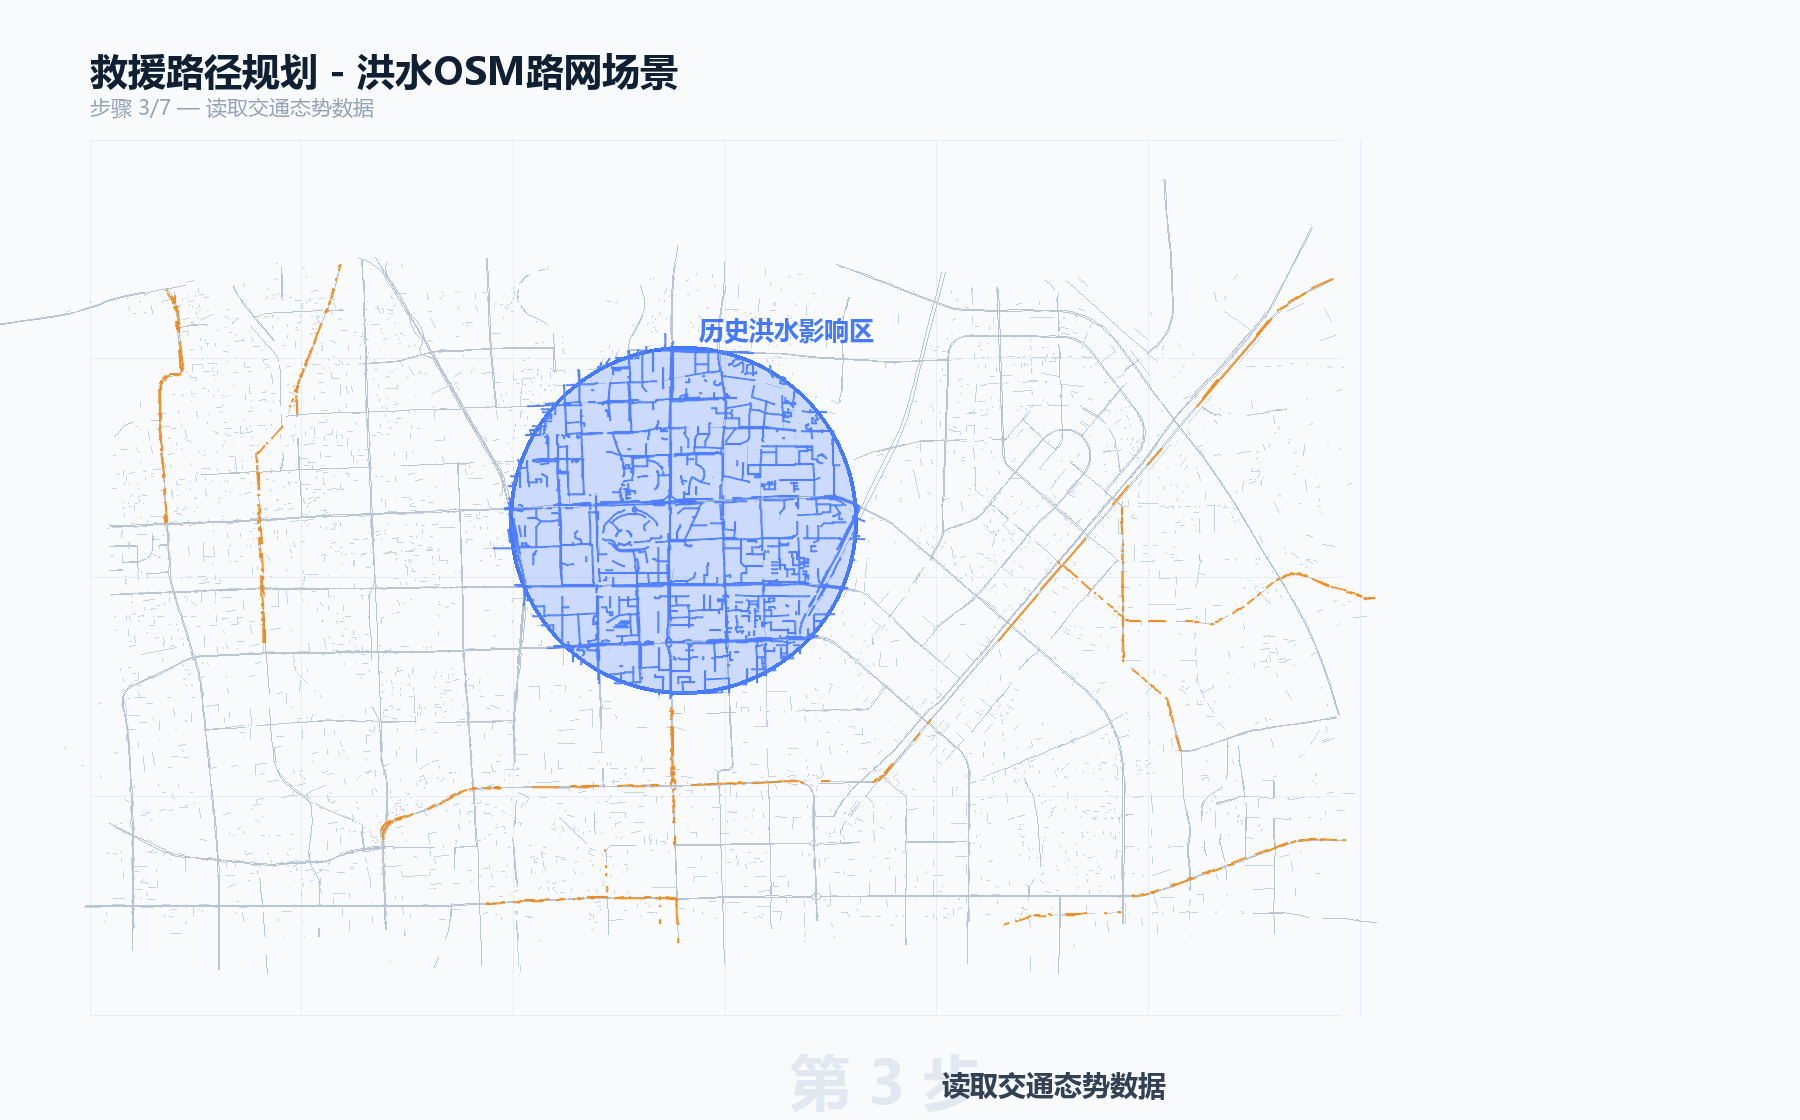 救援路径规划 - 洪水OSM路网场景
步骤 3/7 — 读取交通态势数据
历史洪水影响区
第 3 步
读取交通态势数据